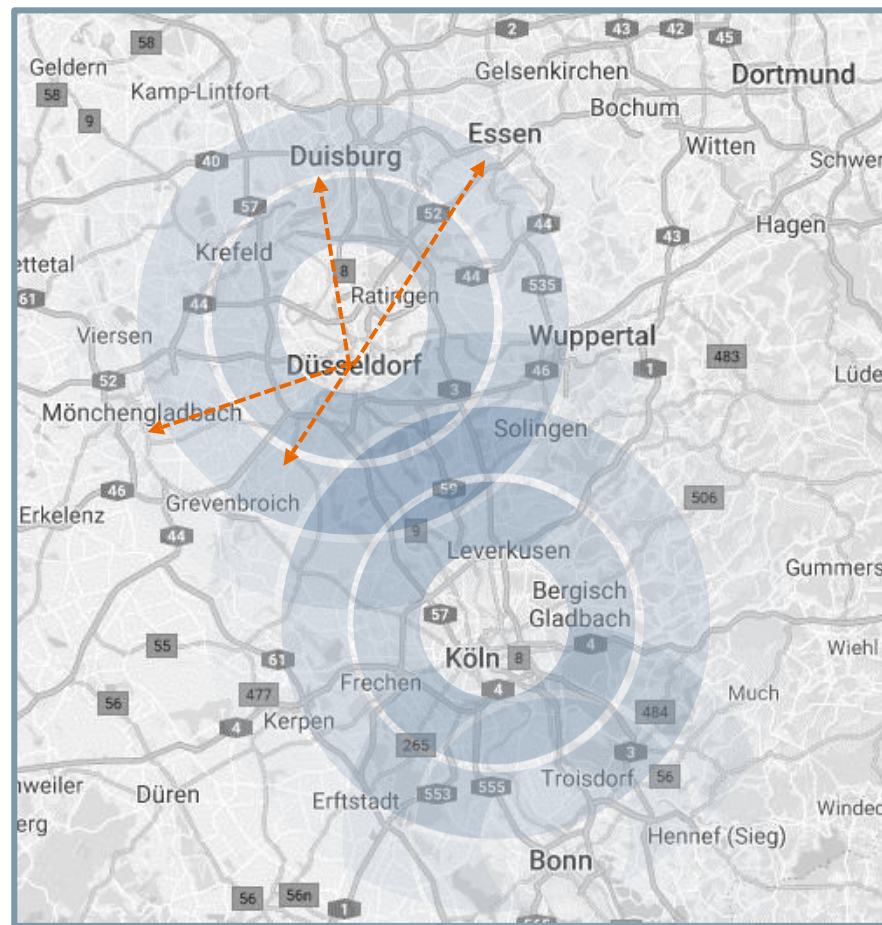 2
43
42
45
58
Geldern
Gelsenkirchen
Dortmund
58
Kamp-Lintfort
Bochum
9
Essen
Witten
40
Duisburg
Schwer
57
52
44
Hagen
43
Krefeld
ettetal
8
44
535
61
44
Ratingen
Viersen
Wuppertal
483
Düsseldorf
46
1
52
3
Lüde
Mönchengladbach
Solingen
46
59
506
Grevenbroich
Erkelenz
9
44
Leverkusen
Gummers
Bergisch
Gladbach
57
4
55
Köln
8
Wiehl
61
Frechen
4
477
Much
56
484
4
Kerpen
265
3
Troisdorf
56
nweiler
Düren
Erftstadt
553
555
Windec
erg
Hennef (Sieg)
Bonn
56
56n
1